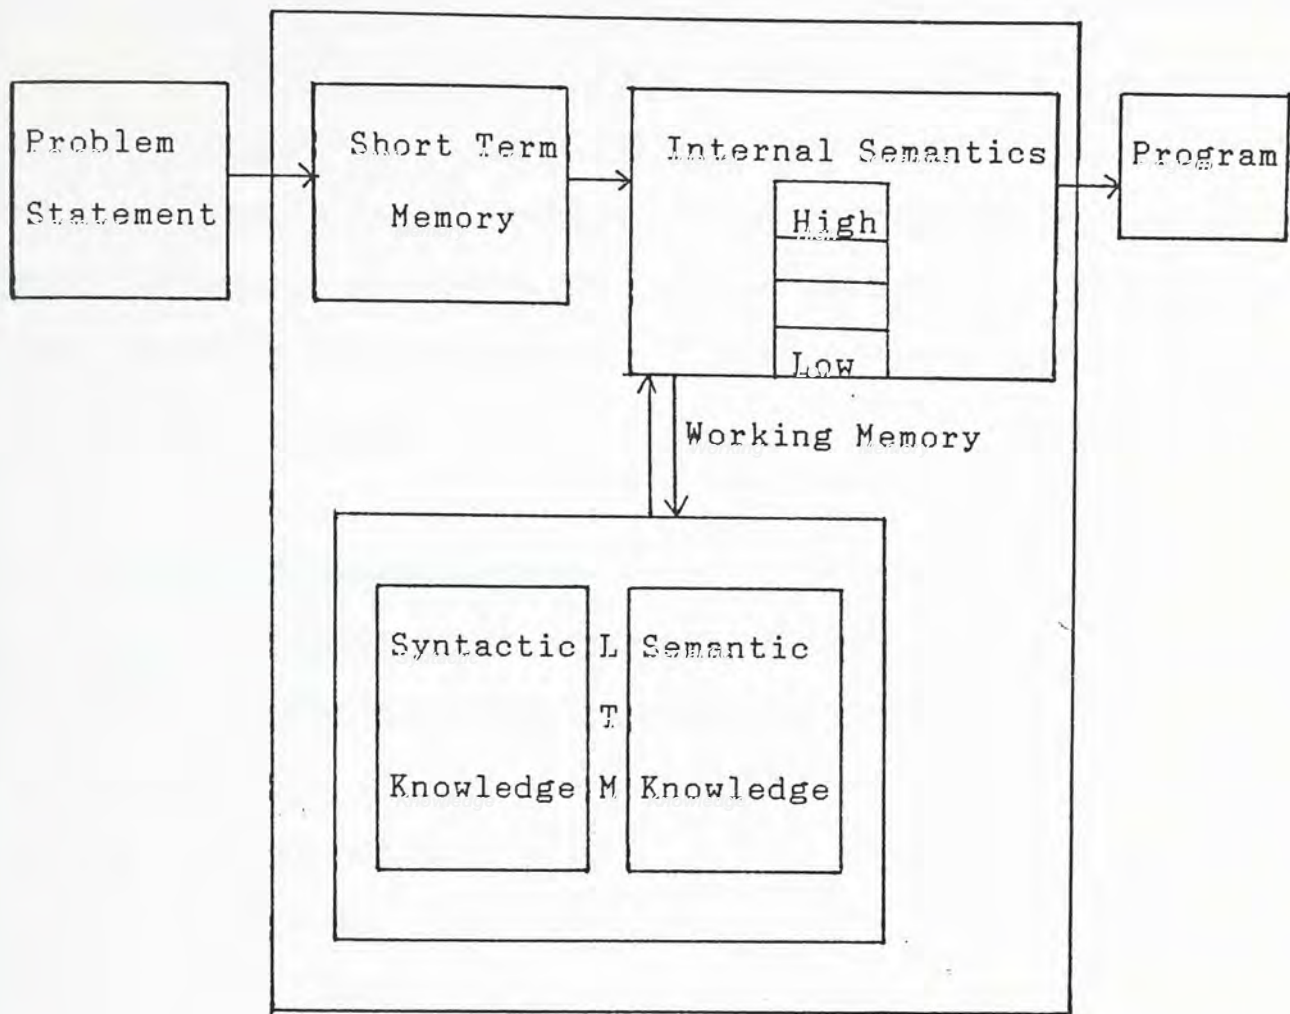 Problem
Statement
Short Term
Memory
Internal Semantics
High
Low
Program
Working Memory
Syntactic
Knowledge
L
T
M
Semantic
Knowledge